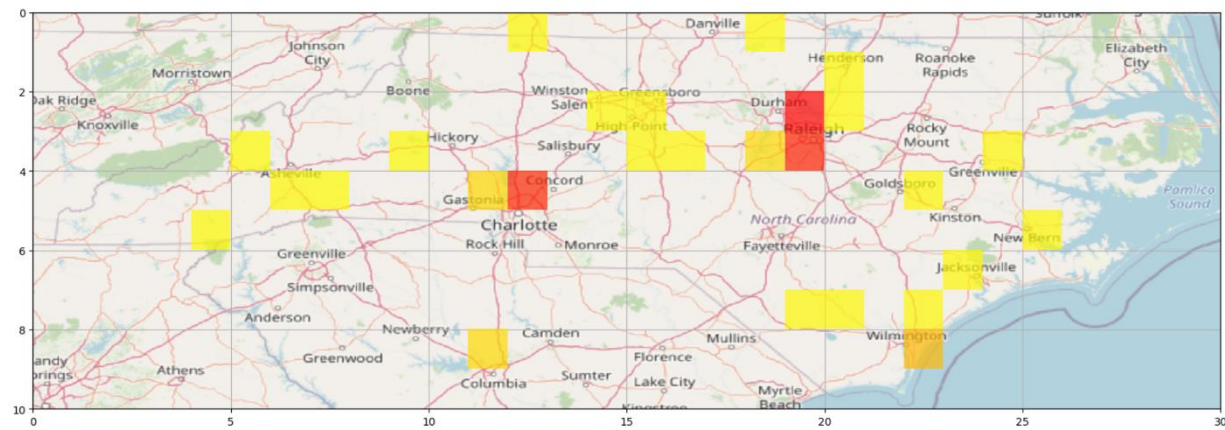 0
Danville
Suffolk
Johnson
City
Henderson
Roanoke
Rapids
Elizabeth
City
Morristown
Boone
Oak Ridge
Winston
Salem
Greensboro
Durham
2
Knoxville
High Point
Raleigh
Rocky
Mount
Hickory
Salisbury
Asheville
Greenville
4
Gastonia
Concord
Goldsboro
Pamlico
Sound
Charlotte
North Carolina
Kinston
Rock Hill
Monroe
Fayetteville
New Bern
6
Greenville
Simpsonville
Jacksonville
Anderson
8
Newberry
Camden
Mullins
Wilmington
Greenwood
Florence
andy
prings
Athens
Columbia
Sumter
Lake City
Myrtle
Beach
10
0 5 10 15 20 25 30